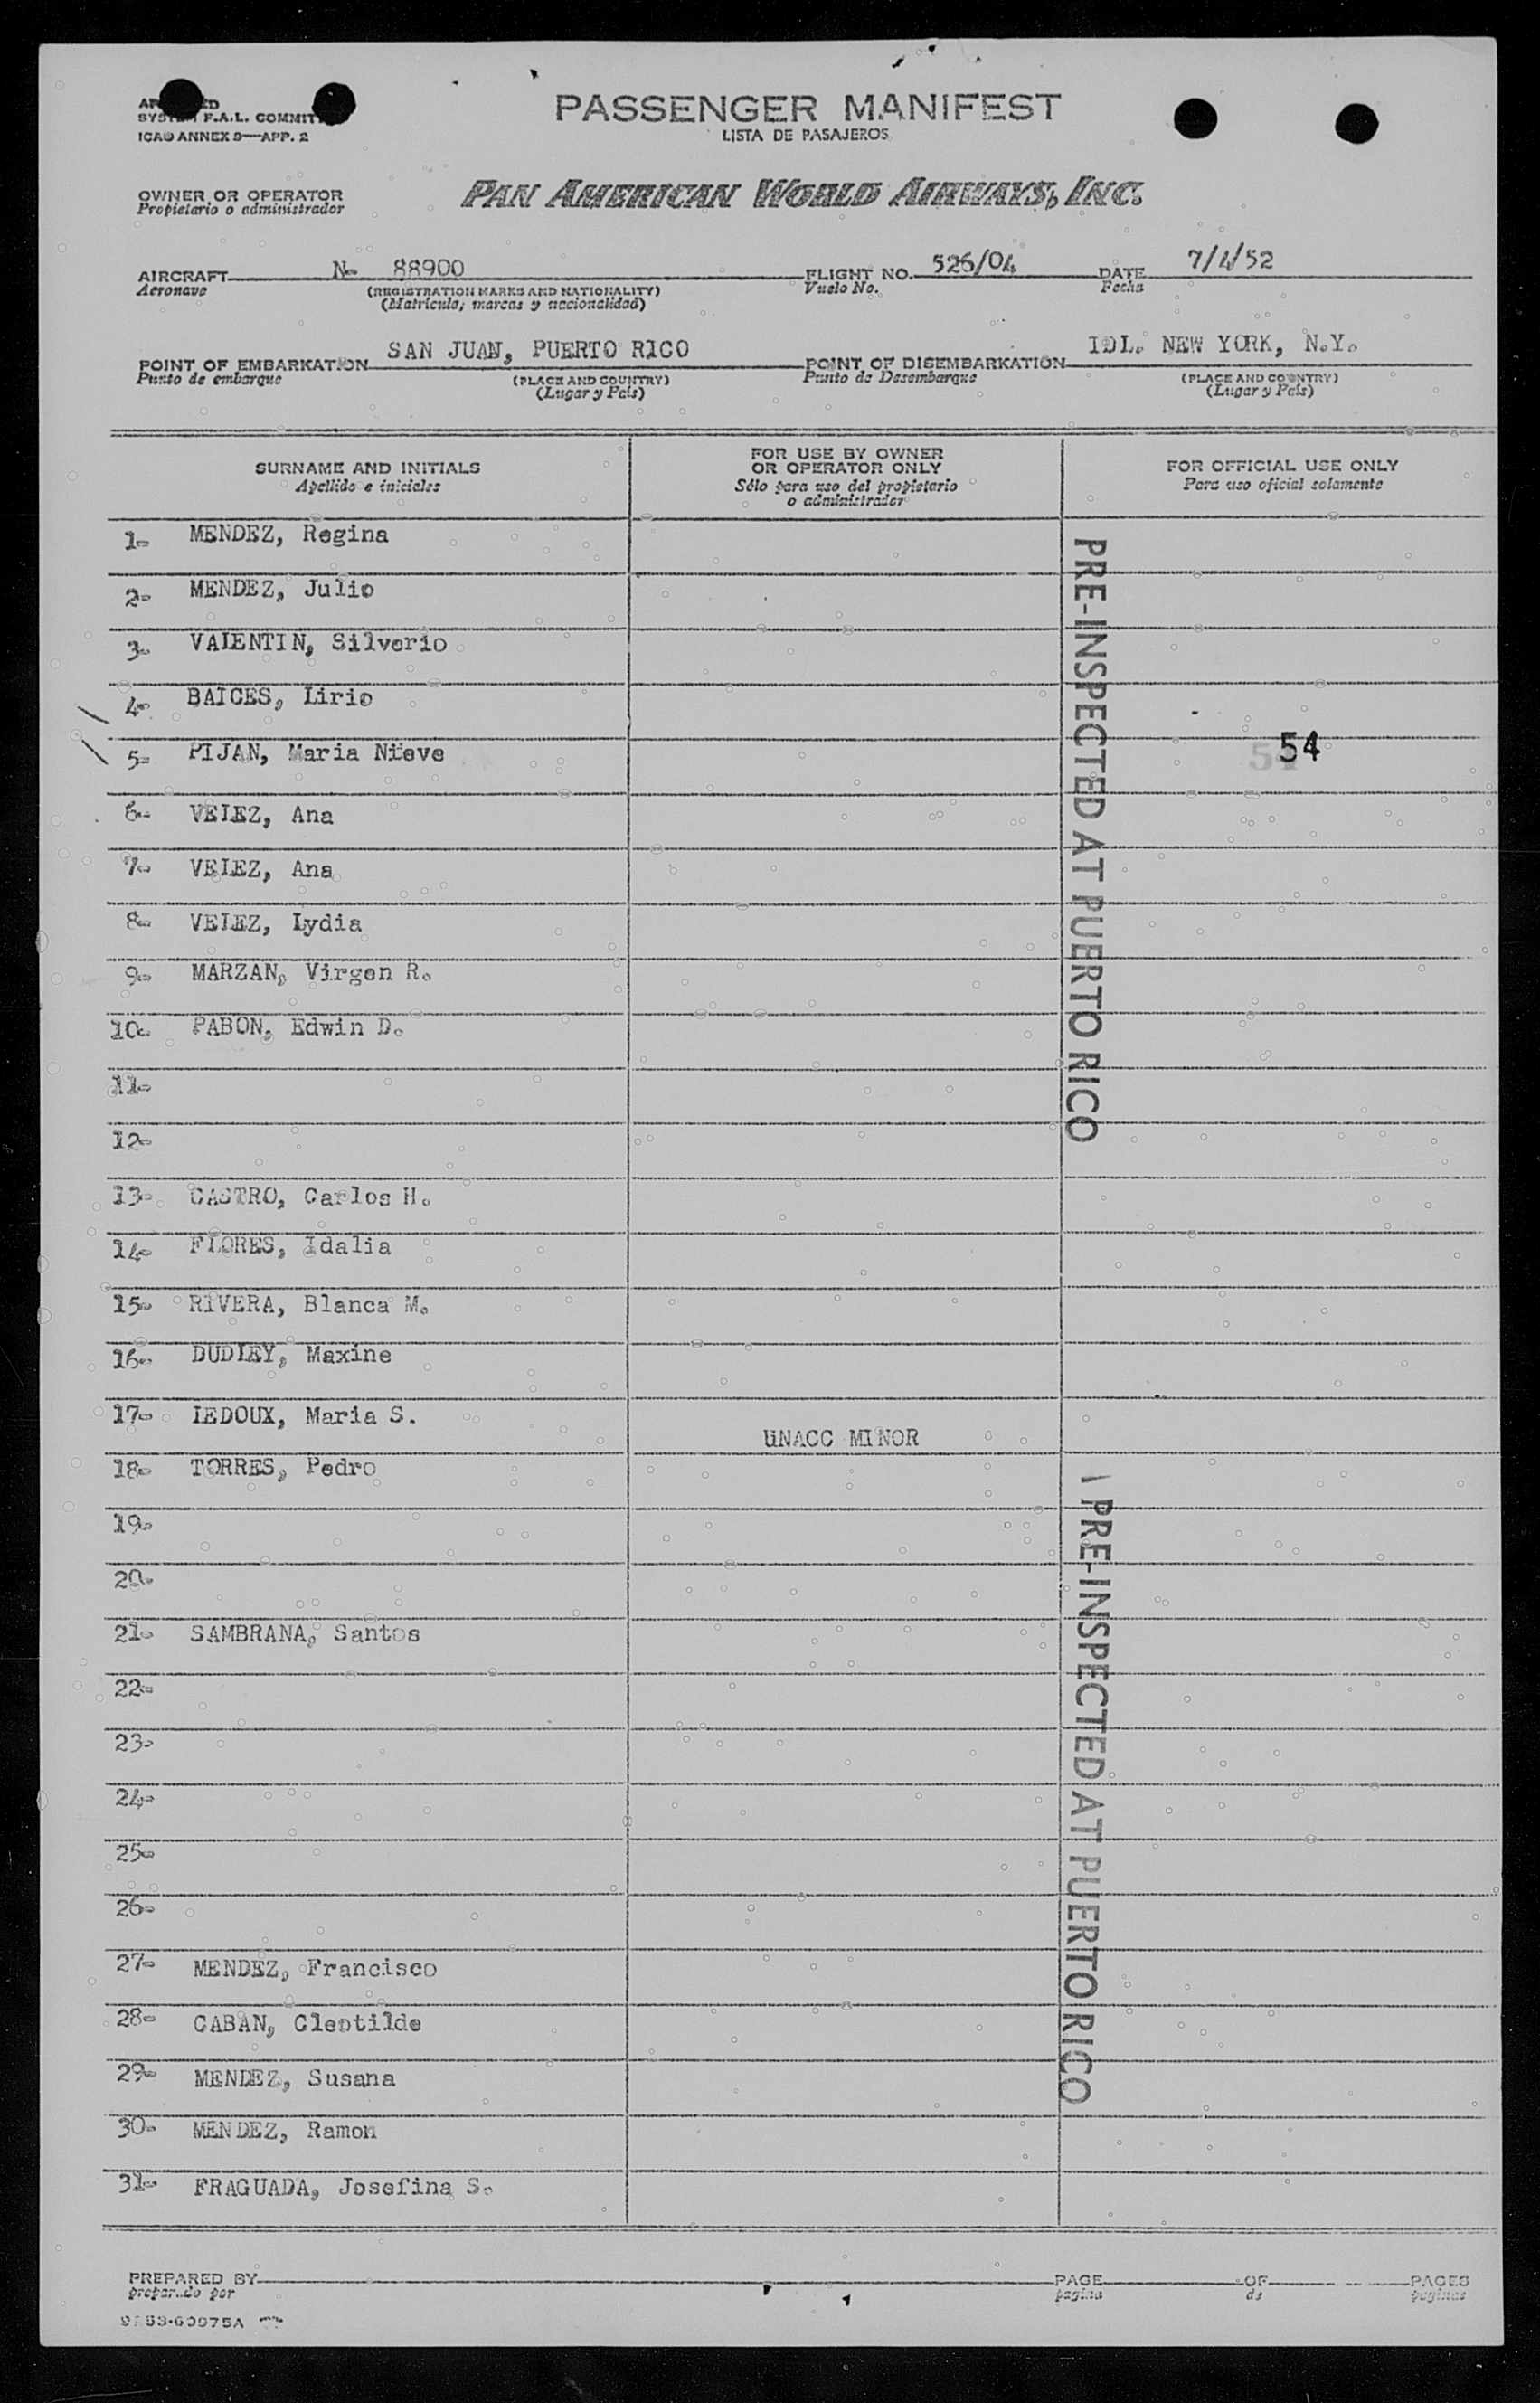 PASSENGER MANIFEST
LISTA DE PASAJEROS
SYSTEM F.A.L. COMMIT
ICAO ANNEX 9—APP. 2
OWNER OR OPERATOR
Propietario o administrador
PAN AMERICAN WORLD AIRWAYS, INC.
AIRCRAFT N- 88900 FLIGHT NO. 526/04 DATE 7/4/52
Aeronave (REGISTRATION MARKS AND NATIONALITY) Vuelo No. Fecha
(Matricula, marcas y nacionalidad)
POINT OF EMBARKATION SAN JUAN, PUERTO RICO POINT OF DISEMBARKATION IDL. NEW YORK, N.Y.
Punto de embarque (PLACE AND COUNTRY) Punto de Desembarque (PLACE AND COUNTRY)
(Lugar y País) (Lugar y País)
SURNAME AND INITIALS
Apellido e iniciales
FOR USE BY OWNER
OR OPERATOR ONLY
Sólo para uso del propietario
o administrador
FOR OFFICIAL USE ONLY
Para uso oficial solamente
1- MENDEZ, Regina
2- MENDEZ, Julio
3- VALENTIN, Silverio
4- BAICES, Lirio
5- PIJAN, Maria Nieve 54
6- VELEZ, Ana
7- VELEZ, Ana
8- VELEZ, Lydia
9- MARZAN, Virgen R.
10- PABON, Edwin D.
11-
12-
13- CASTRO, Carlos H.
14- FLORES, Idalia
15- RIVERA, Blanca M.
16- DUDLEY, Maxine
17- LEDOUX, Maria S.
UNACC MINOR
18- TORRES, Pedro
19-
20-
21- SAMBRANA, Santos
22-
23-
24-
25-
26-
27- MENDEZ, Francisco
28- CABAN, Cleotilde
29- MENDEZ, Susana
30- MENDEZ, Ramon
31- FRAGUADA, Josefina S.
PRE-INSPECTED AT PUERTO RICO
PRE-INSPECTED AT PUERTO RICO
PREPARED BY PAGE OF PAGES
preparado por pagina de paginas